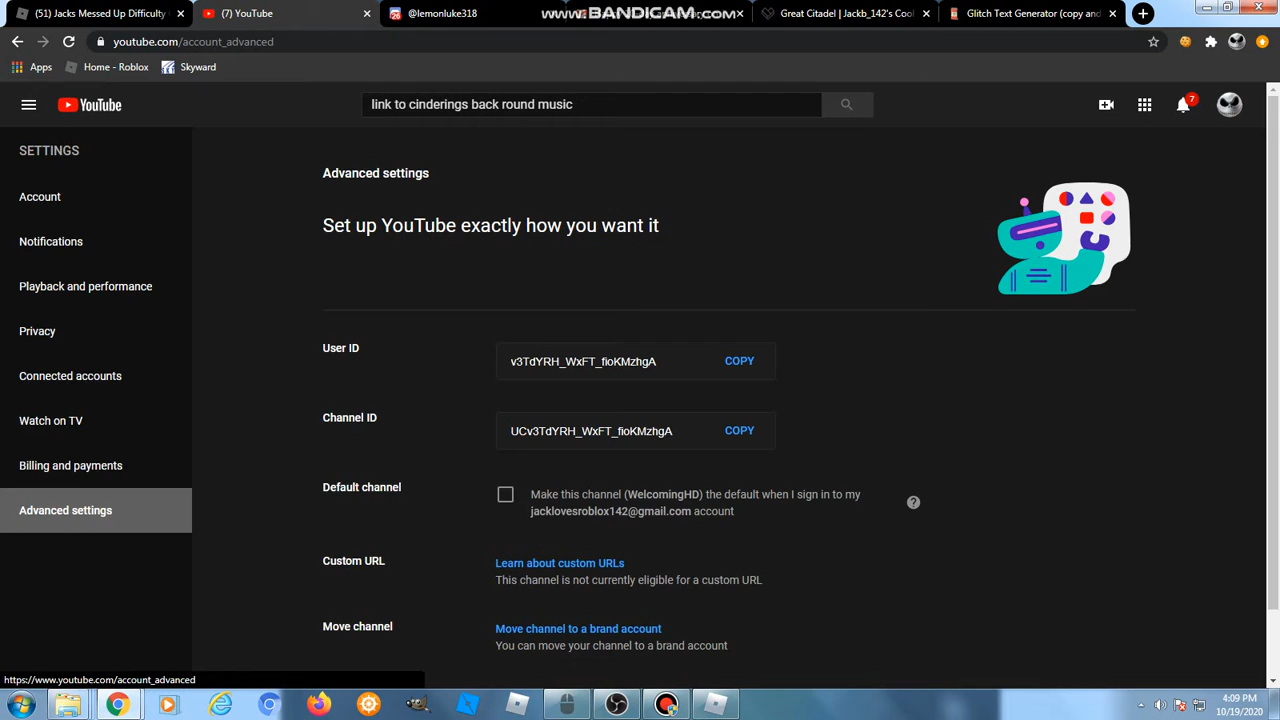 (51) Jacks Messed Up Difficulty
(7) YouTube
@lemonluke318
WWW.BANDICAM.COM
Great Citadel | Jackb_142's Cool
Glitch Text Generator (copy and
youtube.com/account_advanced
Apps
Home - Roblox
Skyward
YouTube
link to cinderings back round music
7
SETTINGS
Account
Notifications
Playback and performance
Privacy
Connected accounts
Watch on TV
Billing and payments
Advanced settings
Advanced settings
Set up YouTube exactly how you want it
User ID
v3TdYRH_WxFT_fioKMzhgA
COPY
Channel ID
UCv3TdYRH_WxFT_fioKMzhgA
COPY
Default channel
Make this channel (WelcomingHD) the default when I sign in to my
jacklovesroblox142@gmail.com account
?
Custom URL
Learn about custom URLs
This channel is not currently eligible for a custom URL
Move channel
Move channel to a brand account
You can move your channel to a brand account
https://www.youtube.com/account_advanced
4:09 PM
10/19/2020